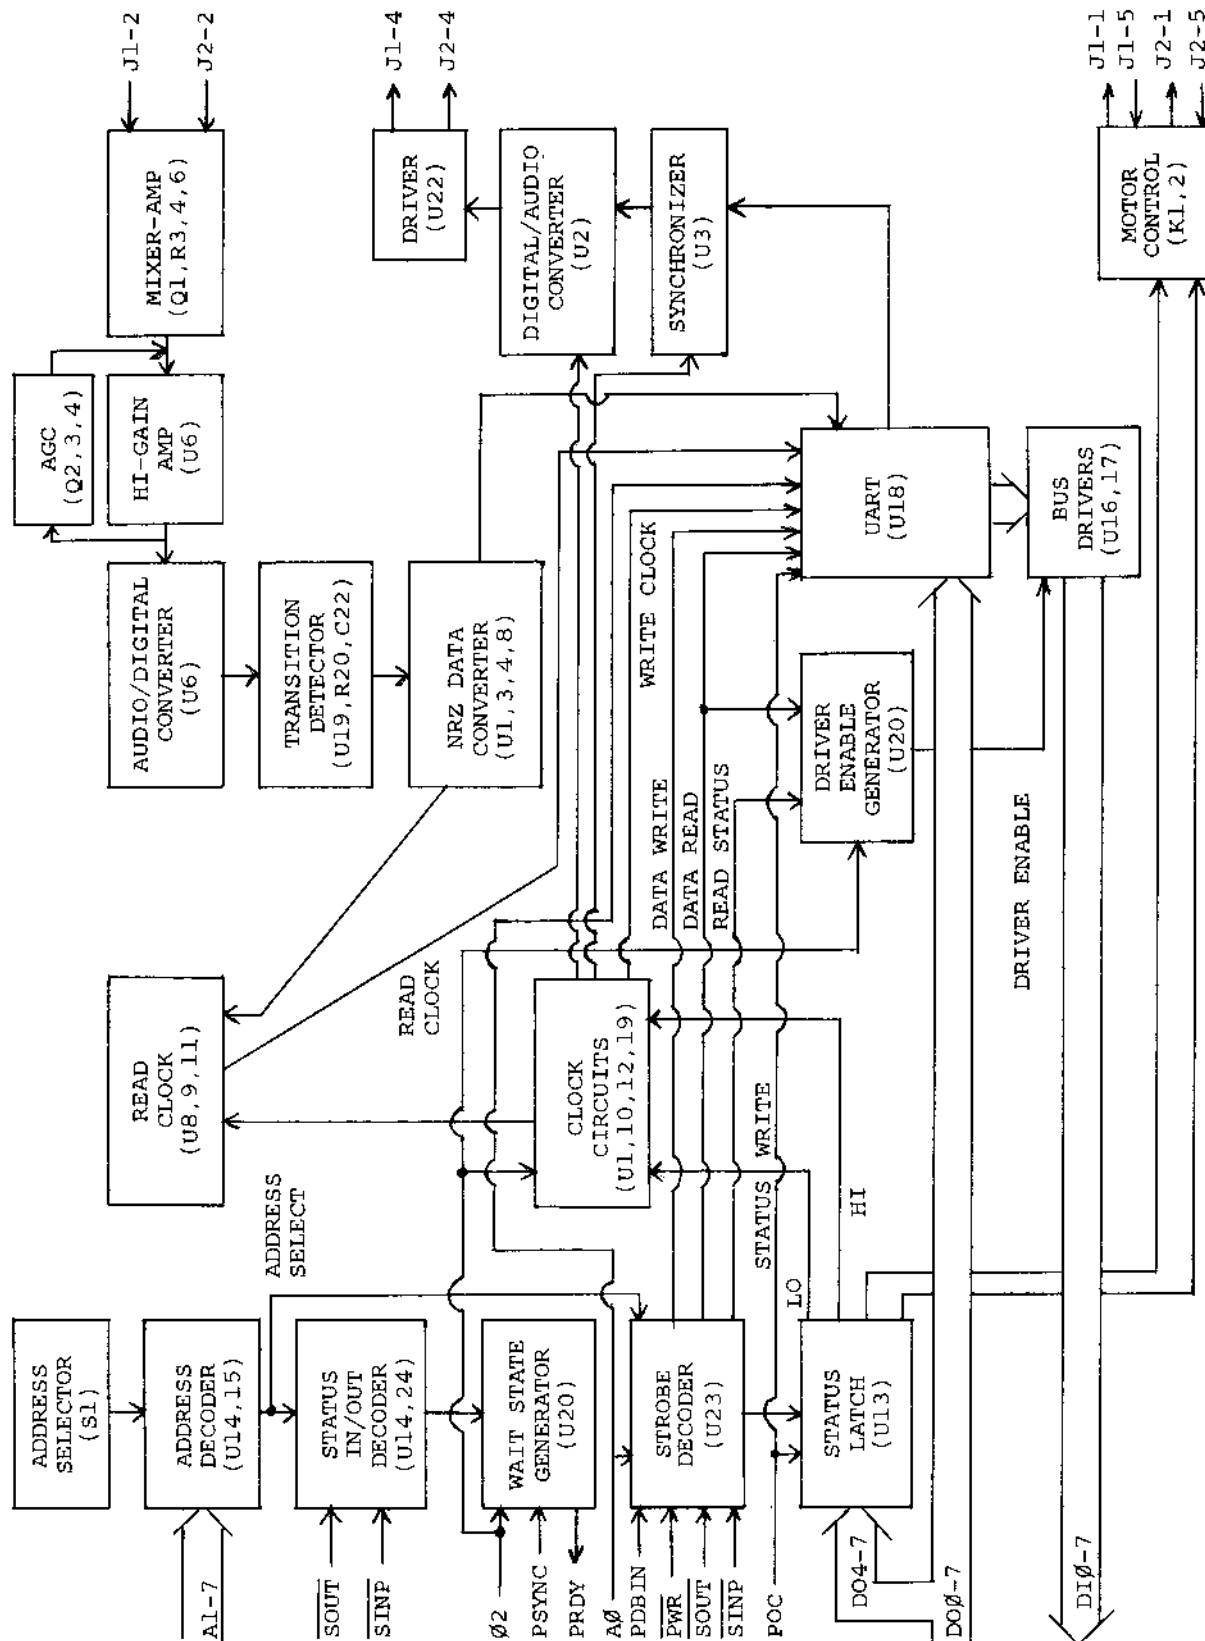 ADDRESS
SELECTOR
(S1)
A1-7
ADDRESS
DECODER
(U14,15)
ADDRESS
SELECT
S̅O̅U̅T̅
S̅I̅N̅P̅
STATUS
IN/OUT
DECODER
(U14,24)
Ø2
PSYNC
PRDY
WAIT STATE
GENERATOR
(U20)
AØ
PDBIN
P̅W̅R̅
S̅O̅U̅T̅
S̅I̅N̅P̅
STROBE
DECODER
(U23)
POC
DO4-7
STATUS
LATCH
(U13)
DOØ-7
DIØ-7
READ
CLOCK
(U8,9,11)
READ
CLOCK
CLOCK
CIRCUITS
(U1,10,12,19)
STATUS WRITE
LO
HI
AGC
(Q2,3,4)
HI-GAIN
AMP
(U6)
MIXER-AMP
(Q1,R3,4,6)
J1-2
J2-2
AUDIO/DIGITAL
CONVERTER
(U6)
TRANSITION
DETECTOR
(U19,R20,C22)
NRZ DATA
CONVERTER
(U1,3,4,8)
DRIVER
(U22)
J1-4
J2-4
DIGITAL/AUDIO
CONVERTER
(U2)
SYNCHRONIZER
(U3)
WRITE CLOCK
DATA WRITE
DATA READ
READ STATUS
DRIVER
ENABLE
GENERATOR
(U20)
UART
(U18)
DRIVER ENABLE
BUS
DRIVERS
(U16,17)
MOTOR
CONTROL
(K1,2)
J1-1
J1-5
J2-1
J2-5